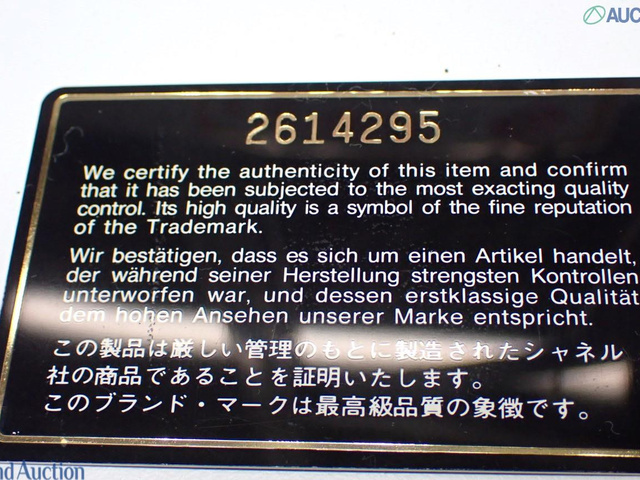 AUC
2614295
We certify the authenticity of this item and confirm
that it has been subjected to the most exacting quality
control. Its high quality is a symbol of the fine reputation
of the Trademark.
Wir bestätigen, dass es sich um einen Artikel handelt,
der während seiner Herstellung strengsten Kontrollen
unterworfen war, und dessen erstklassige Qualität
dem hohen Ansehen unserer Marke entspricht.
この製品は厳しい管理のもとに製造されたシャネル
社の商品であることを証明いたします。
このブランド・マークは最高級品質の象徴です。
nd Auction